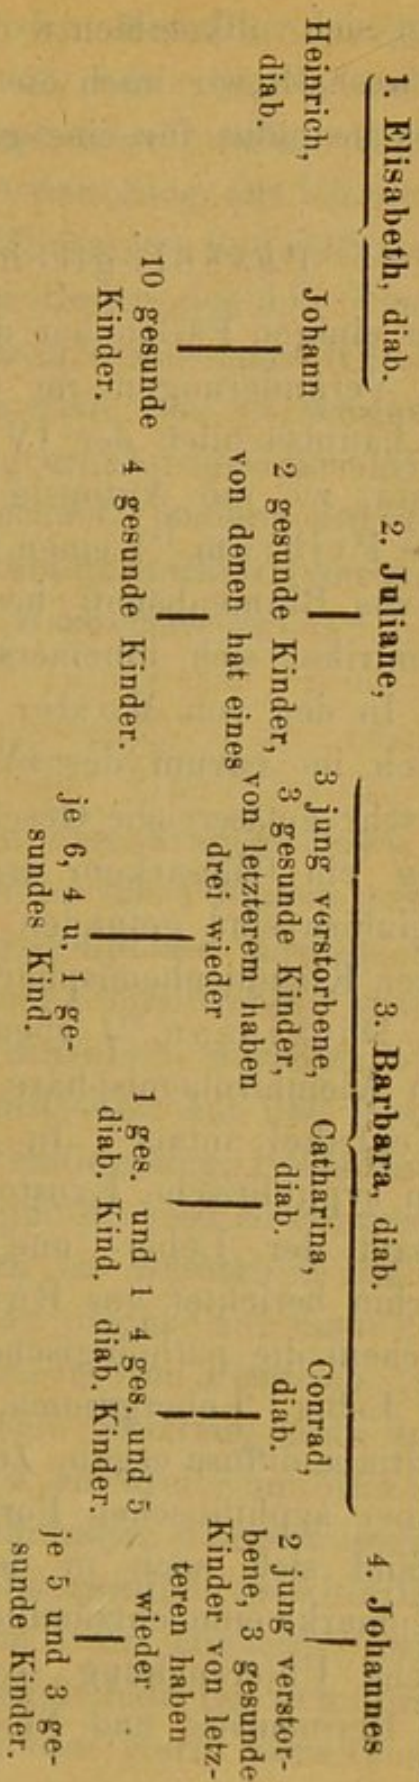 1. Elisabeth, diab.
Heinrich,
diab.
Johann
10 gesunde
Kinder.
2. Juliane,
2 gesunde Kinder,
von denen hat eines
4 gesunde Kinder.
3. Barbara, diab.
3 jung verstorbene,
3 gesunde Kinder,
von letzterem haben
drei wieder
je 6, 4 u. 1 ge-
sundes Kind.
Catharina,
diab.
1 ges. und 1
diab. Kind.
Conrad,
diab.
4 ges. und 5
diab. Kinder.
4. Johannes
2 jung verstor-
bene, 3 gesunde
Kinder von letz-
teren haben
wieder
je 5 und 3 ge-
sunde Kinder.